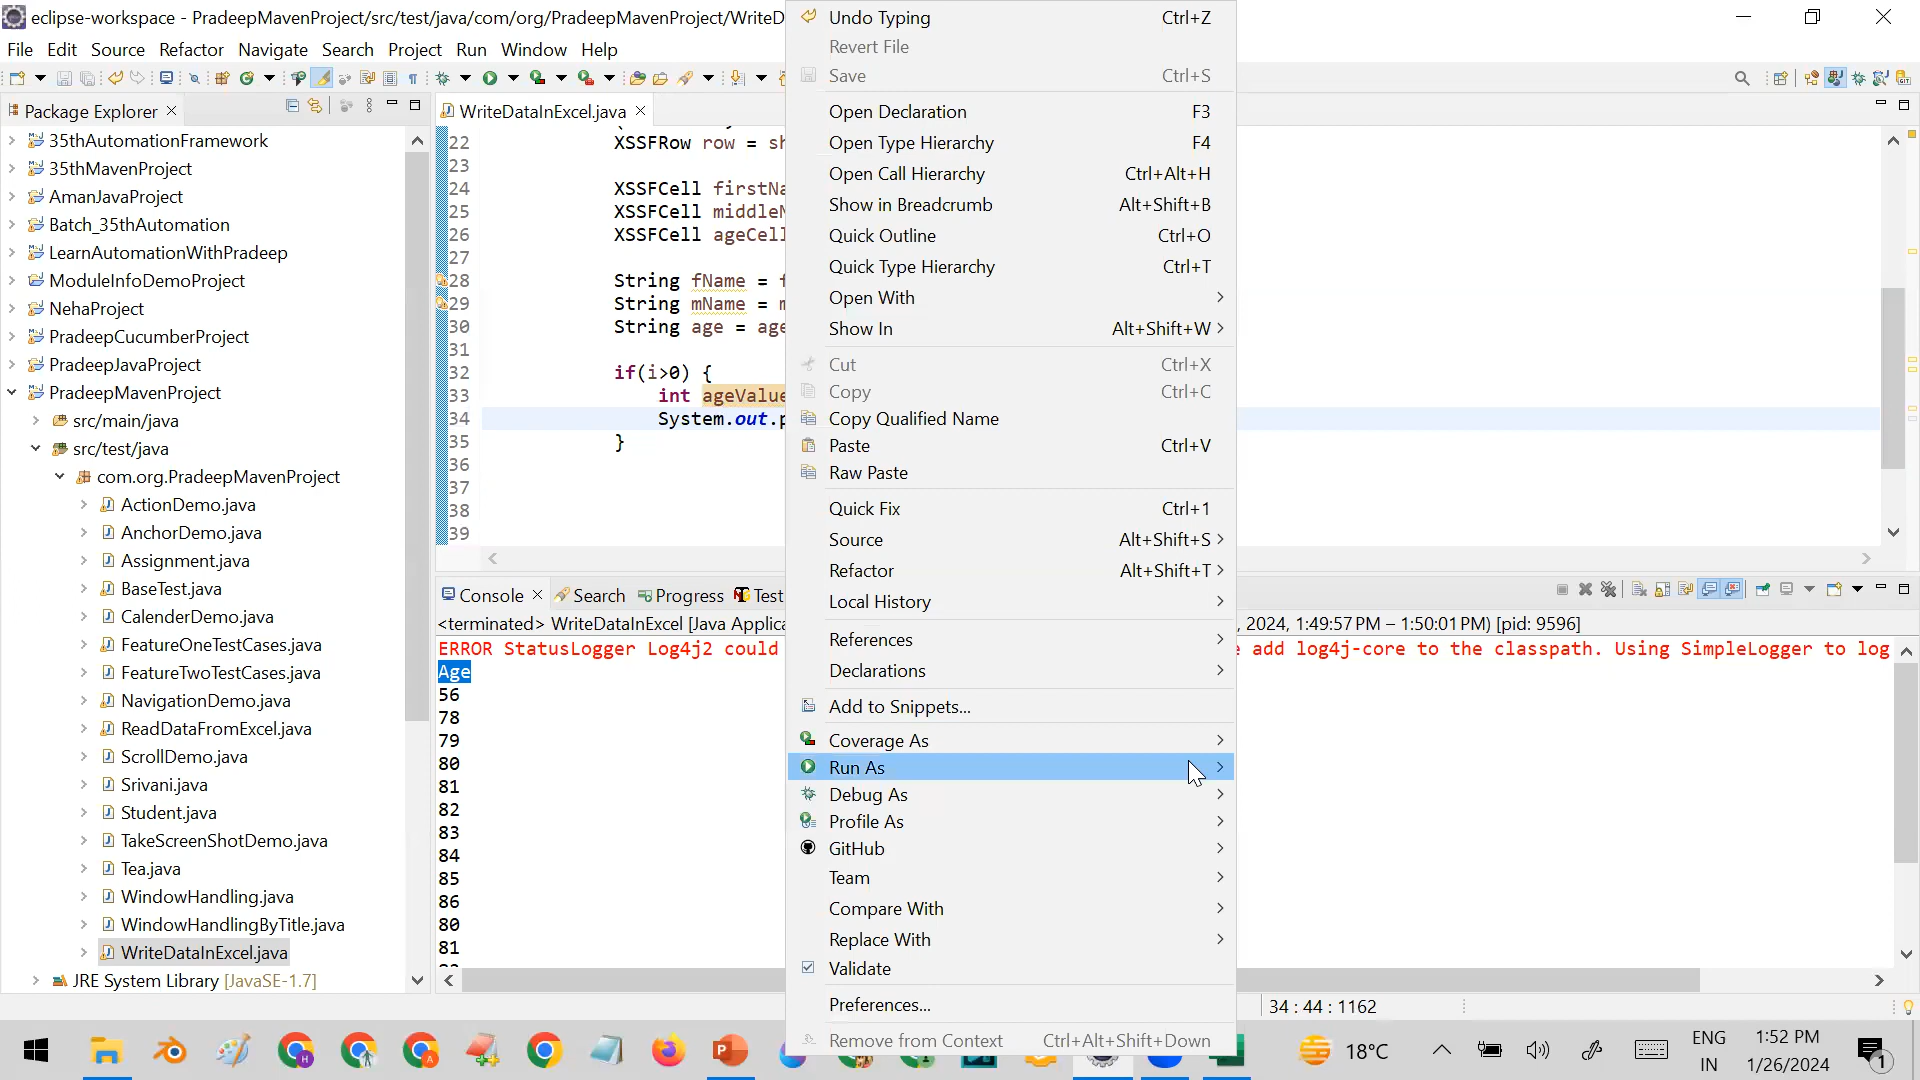 eclipse-workspace - PradeepMavenProject/src/test/java/com/org/PradeepMavenProject/WriteD
File Edit Source Refactor Navigate Search Project Run Window Help
Package Explorer
35thAutomationFramework
35thMavenProject
AmanJavaProject
Batch_35thAutomation
LearnAutomationWithPradeep
ModuleInfoDemoProject
NehaProject
PradeepCucumberProject
PradeepJavaProject
PradeepMavenProject
src/main/java
src/test/java
com.org.PradeepMavenProject
ActionDemo.java
AnchorDemo.java
Assignment.java
BaseTest.java
CalenderDemo.java
FeatureOneTestCases.java
FeatureTwoTestCases.java
NavigationDemo.java
ReadDataFromExcel.java
ScrollDemo.java
Srivani.java
Student.java
TakeScreenShotDemo.java
Tea.java
WindowHandling.java
WindowHandlingByTitle.java
WriteDataInExcel.java
JRE System Library [JavaSE-1.7]
WriteDataInExcel.java
22 XSSFRow row = sh
23
24 XSSFCell firstNa
25 XSSFCell middleN
26 XSSFCell ageCell
27
28 String fName = f
29 String mName = m
30 String age = age
31
32 if(i>0) {
33 int ageValue
34 System.out.p
35 }
36
37
38
39
Console Search Progress Test
<terminated> WriteDataInExcel [Java Applica , 2024, 1:49:57 PM – 1:50:01 PM) [pid: 9596]
ERROR StatusLogger Log4j2 could e add log4j-core to the classpath. Using SimpleLogger to log
Age
56
78
79
80
81
82
83
84
85
86
80
81
Undo Typing Ctrl+Z
Revert File
Save Ctrl+S
Open Declaration F3
Open Type Hierarchy F4
Open Call Hierarchy Ctrl+Alt+H
Show in Breadcrumb Alt+Shift+B
Quick Outline Ctrl+O
Quick Type Hierarchy Ctrl+T
Open With
Show In Alt+Shift+W
Cut Ctrl+X
Copy Ctrl+C
Copy Qualified Name
Paste Ctrl+V
Raw Paste
Quick Fix Ctrl+1
Source Alt+Shift+S
Refactor Alt+Shift+T
Local History
References
Declarations
Add to Snippets...
Coverage As
Run As
Debug As
Profile As
GitHub
Team
Compare With
Replace With
Validate
Preferences...
Remove from Context Ctrl+Alt+Shift+Down
34 : 44 : 1162
18°C
ENG
IN
1:52 PM
1/26/2024
1